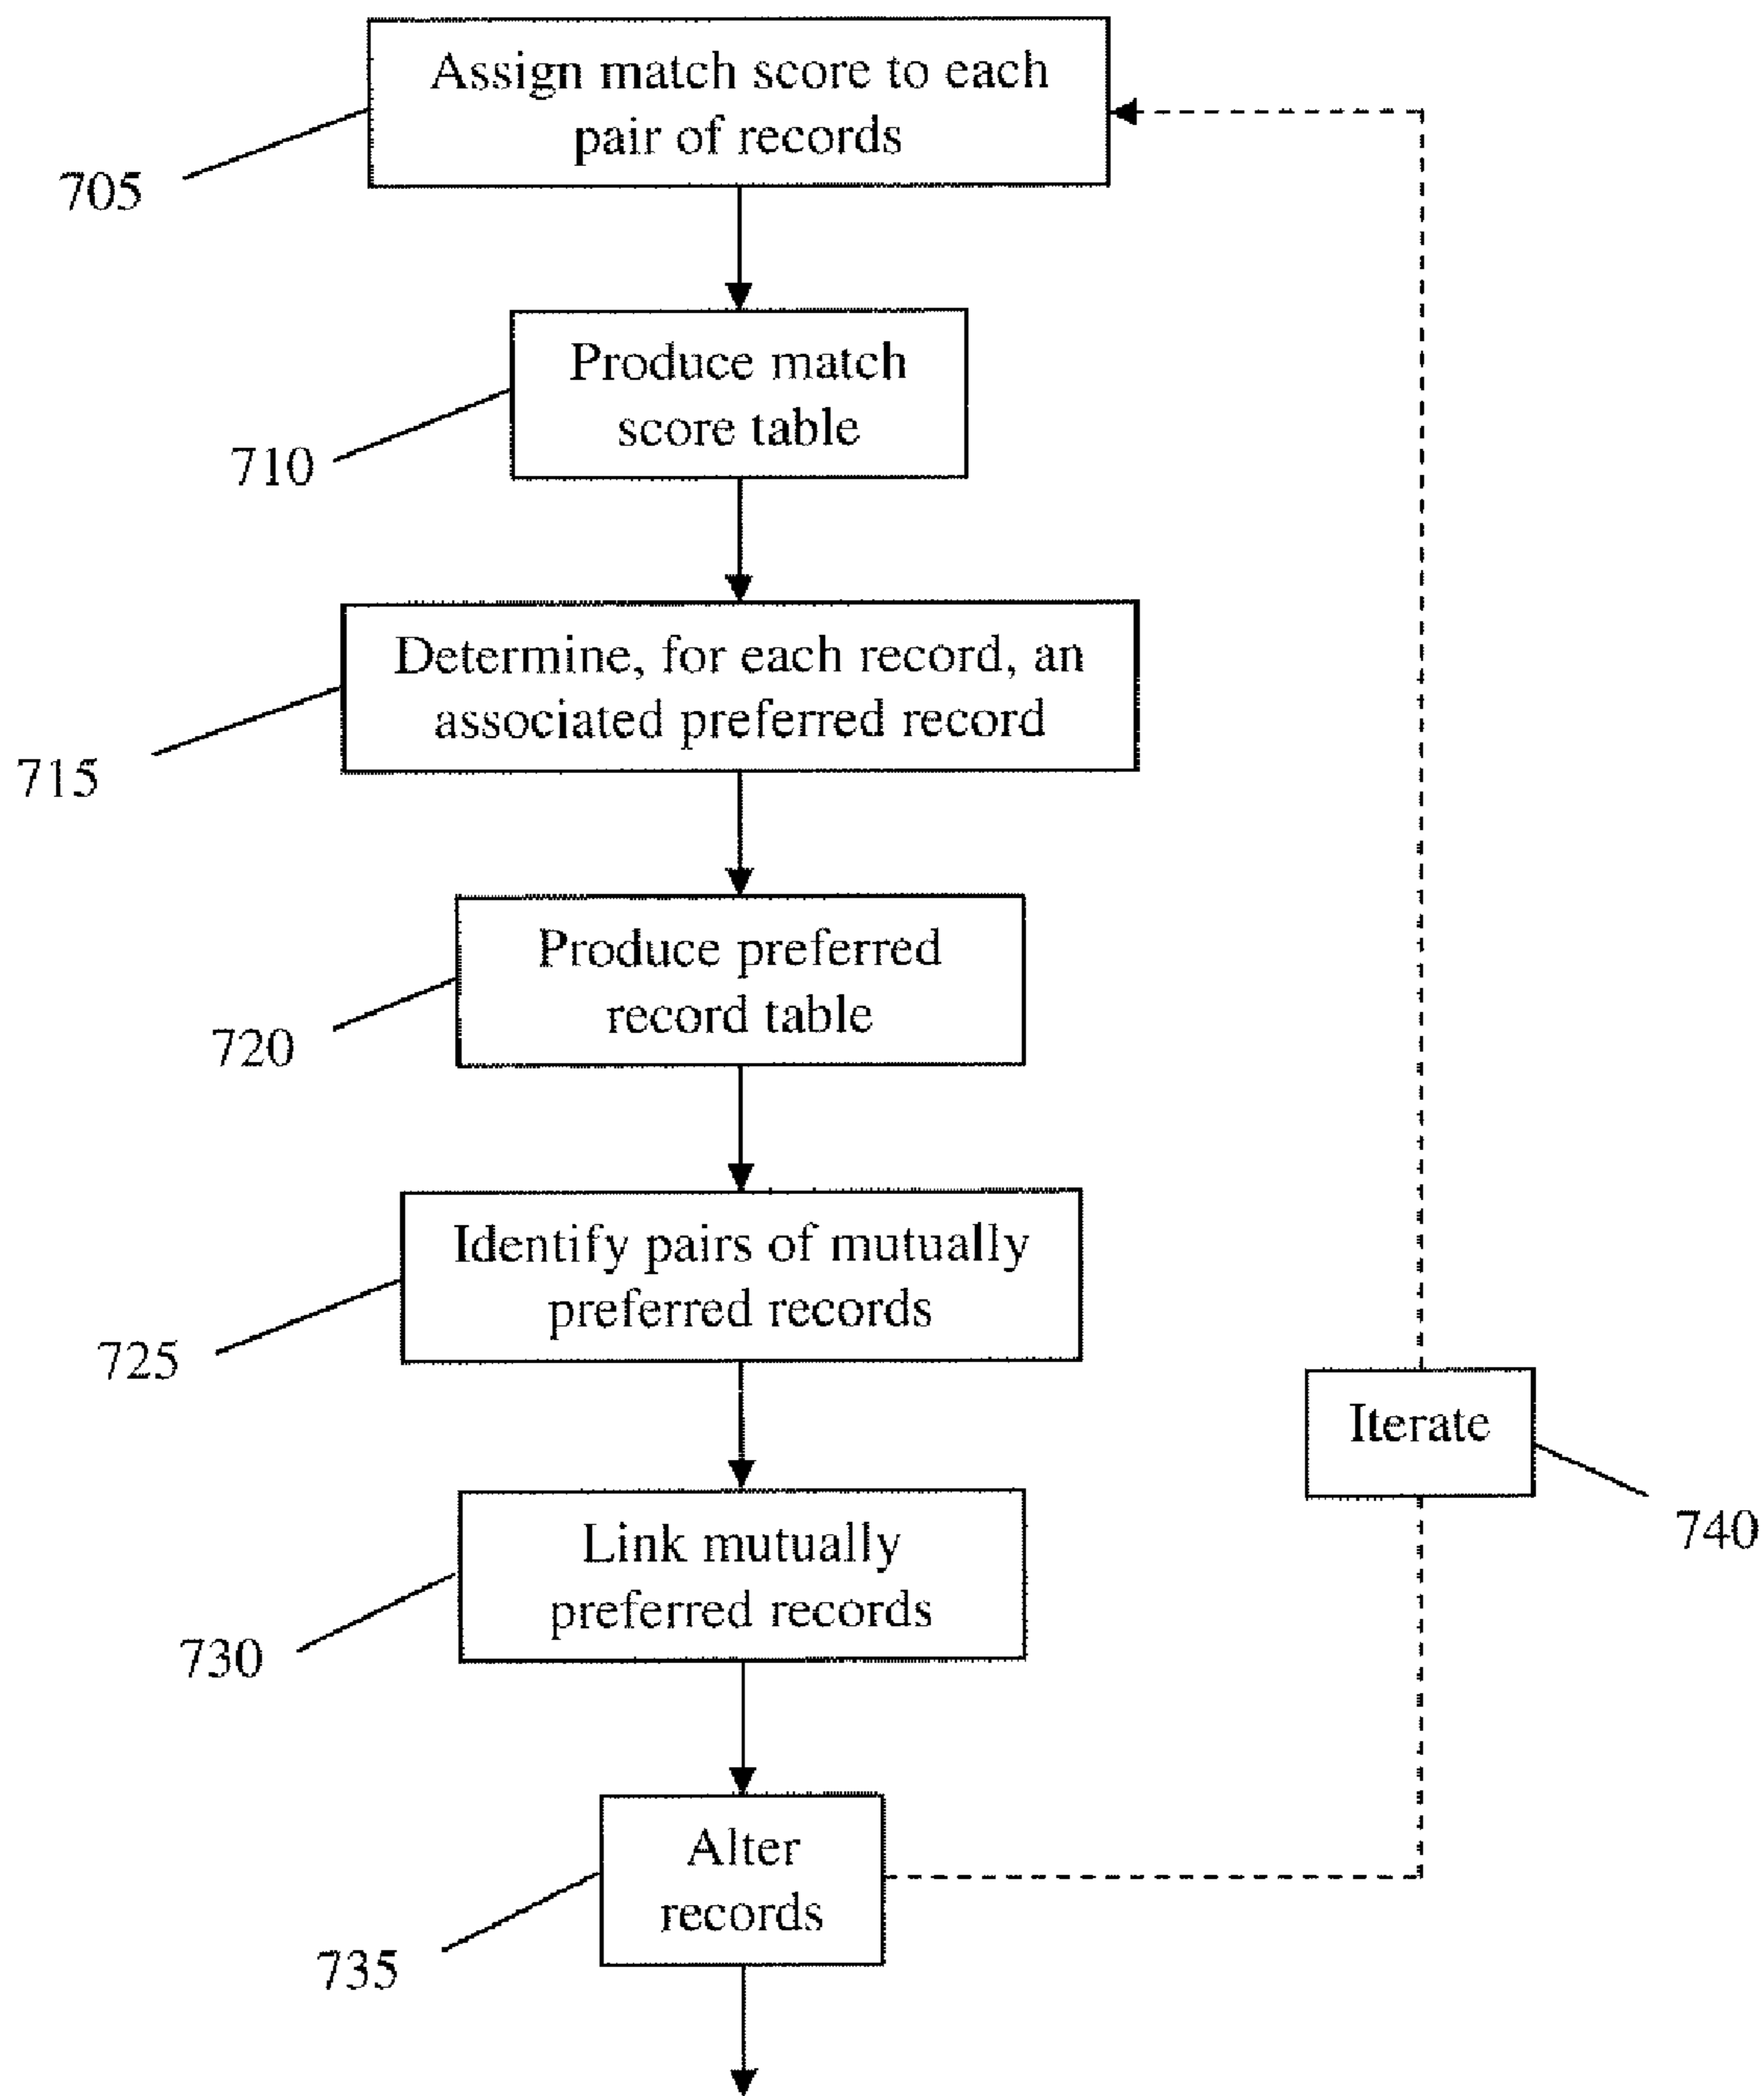 Assign match score to each
pair of records
705
Produce match
score table
710
Determine, for each record, an
associated preferred record
715
Produce preferred
record table
720
Identify pairs of mutually
preferred records
725
Iterate
740
Link mutually
preferred records
730
Alter
records
735